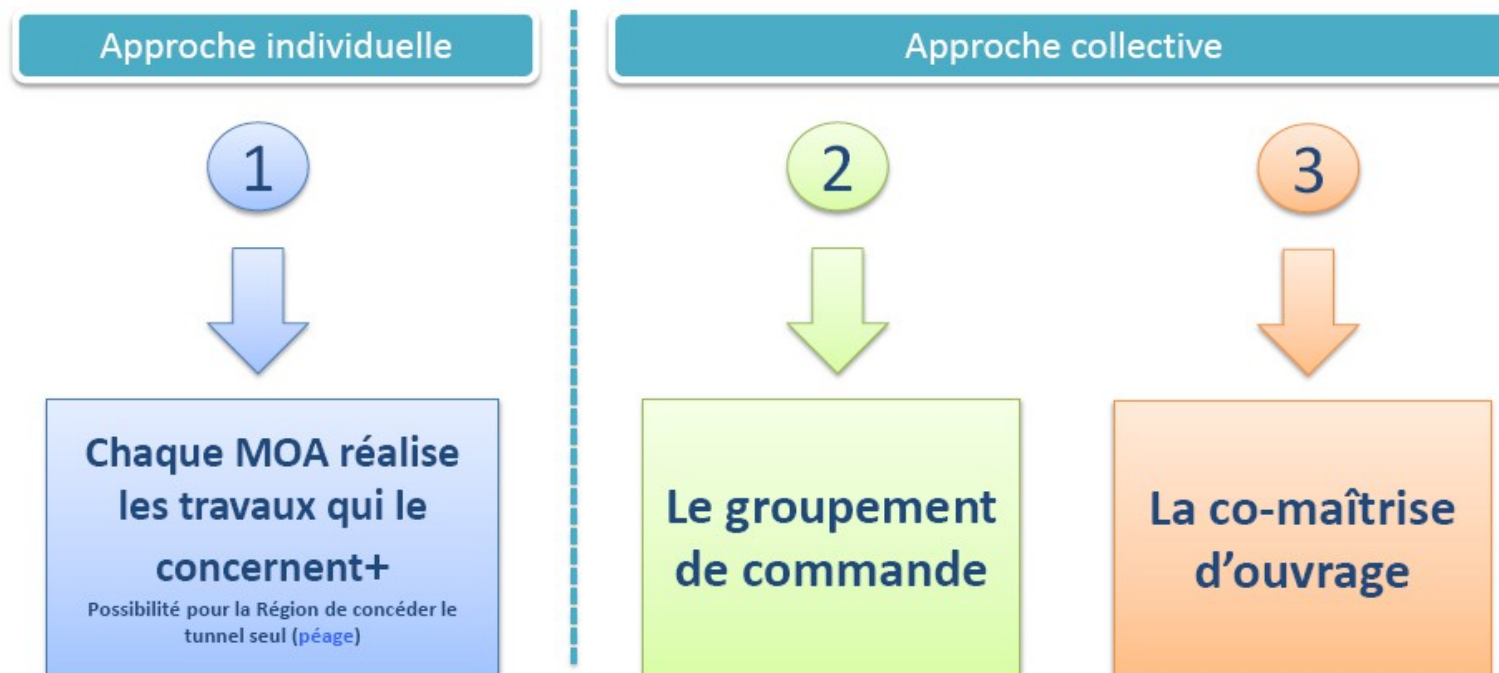 Approche individuelle
Approche collective
1
2
3
Chaque MOA réalise
les travaux qui le
concernent+
Possibilité pour la Région de concéder le
tunnel seul (péage)
Le groupement
de commande
La co-maîtrise
d’ouvrage